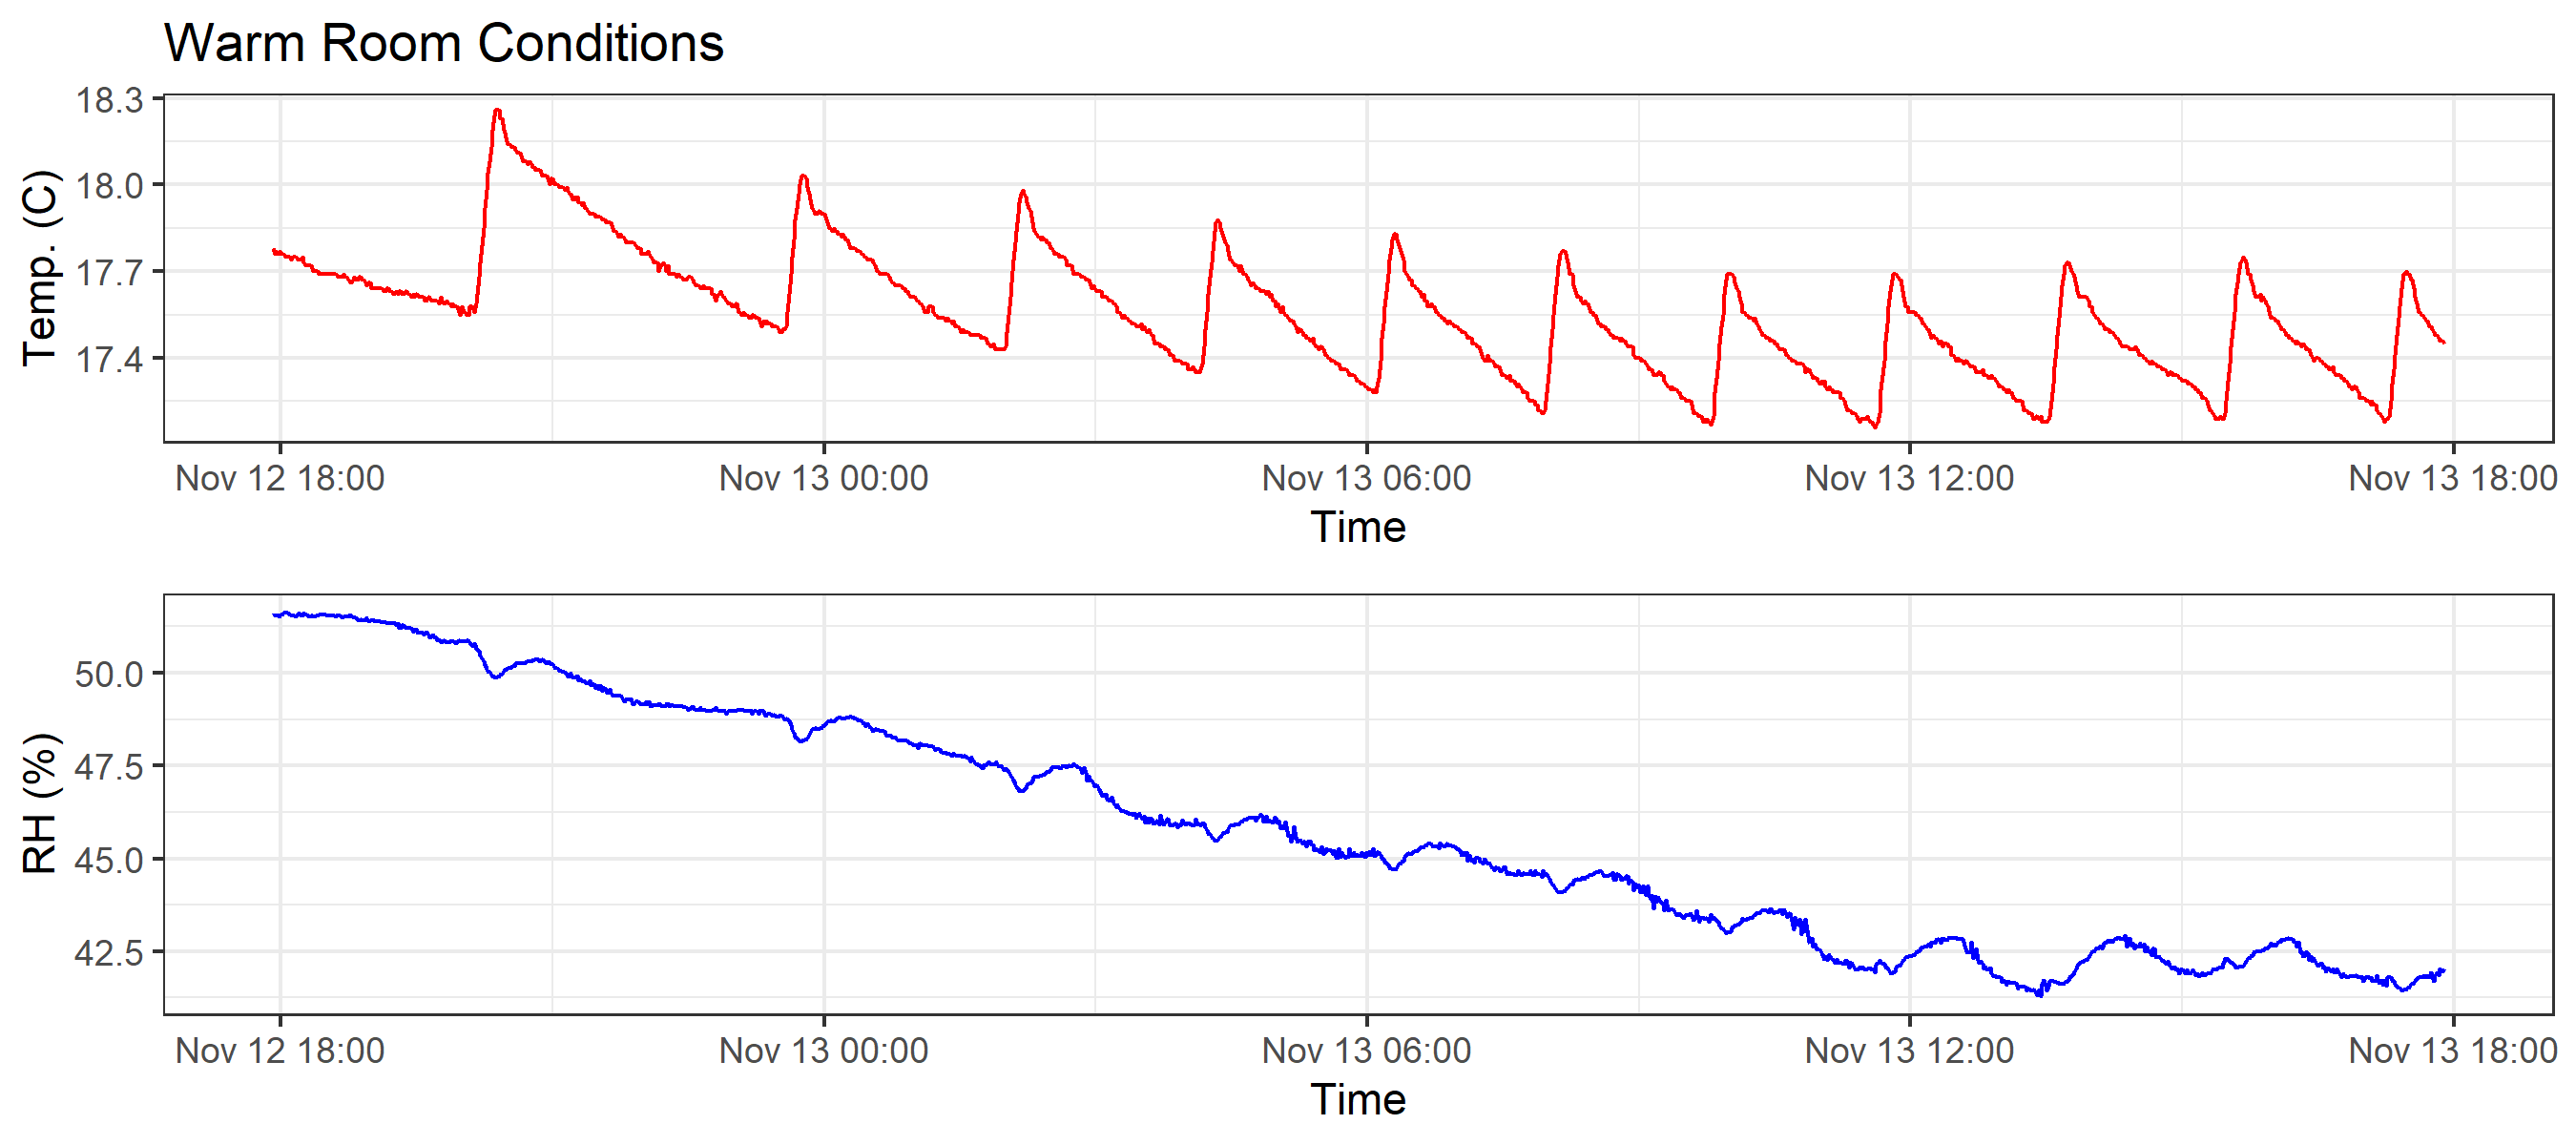 Warm Room Conditions
Temp. (C)
18.3
18.0
17.7
17.4
Nov 12 18:00 Nov 13 00:00 Nov 13 06:00 Nov 13 12:00 Nov 13 18:00
Time
RH (%)
50.0
47.5
45.0
42.5
Nov 12 18:00 Nov 13 00:00 Nov 13 06:00 Nov 13 12:00 Nov 13 18:00
Time